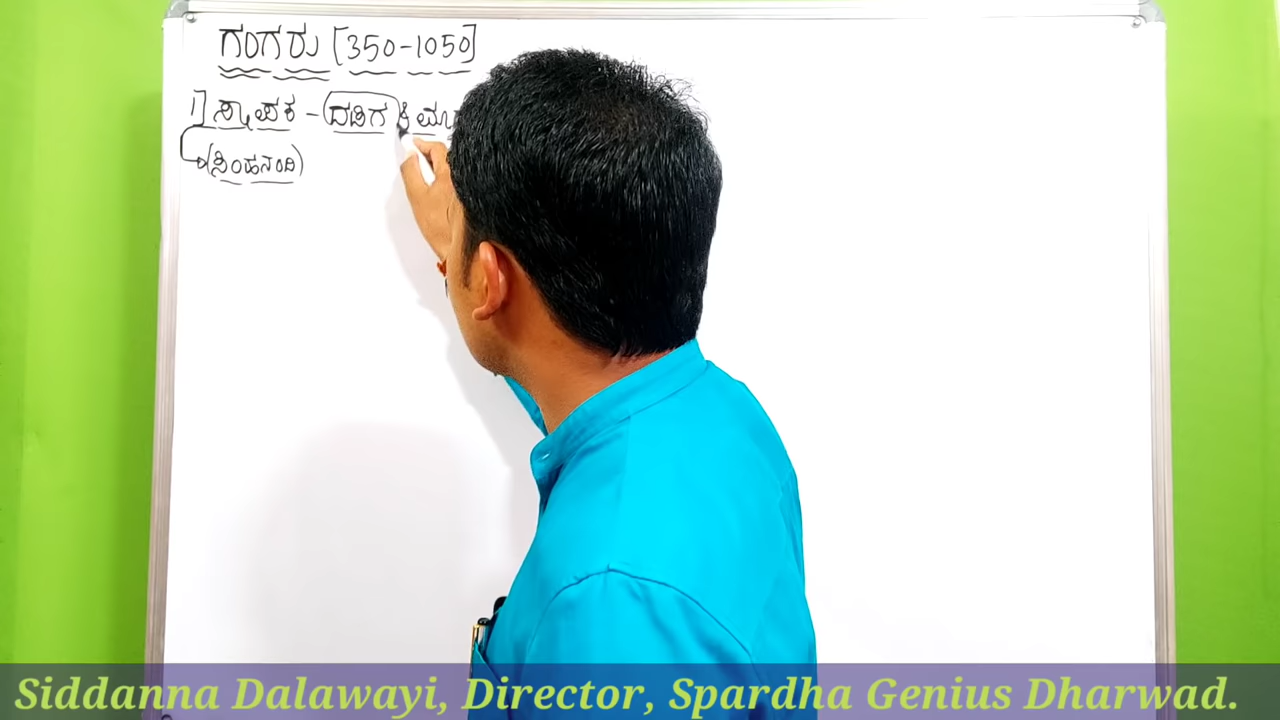 ಗಂಗರು [350-1050]
1] ಸ್ಥಾಪಕ - (ದಡಿಗ &
(ಸಿಂಹನಂದಿ)
Siddanna Dalawayi, Director, Spardha Genius Dharwad.